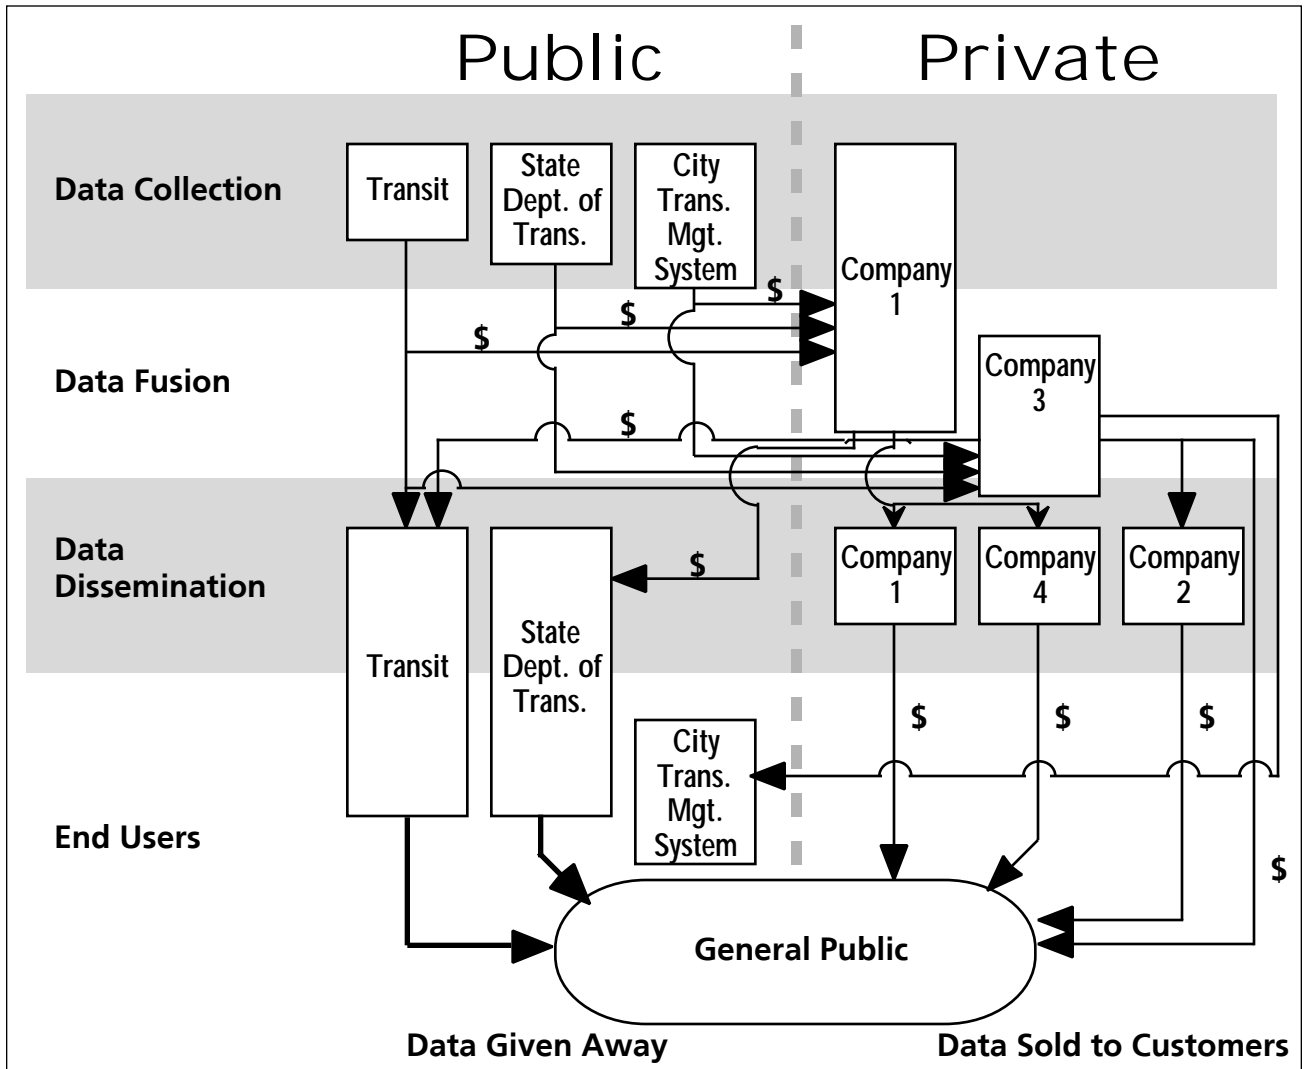 Public
Private
Data Collection
Transit
State
Dept. of
Trans.
City
Trans.
Mgt.
System
Company
1
$
$
$
Data Fusion
Company
3
$
Data
Dissemination
Transit
State
Dept. of
Trans.
$
Company
1
Company
4
Company
2
$
$
$
City
Trans.
Mgt.
System
End Users
$
General Public
Data Given Away
Data Sold to Customers